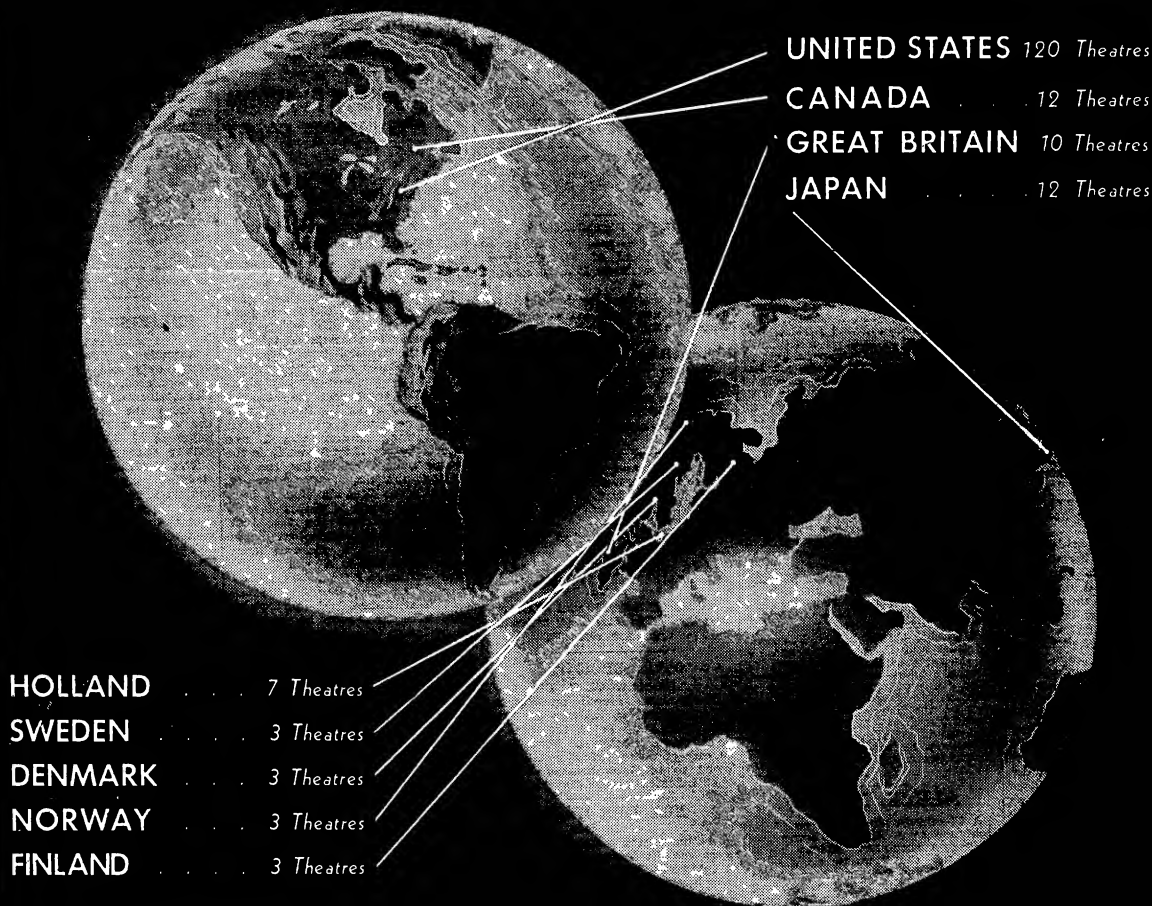 UNITED STATES 120 Theatres
CANADA . . . 12 Theatres
GREAT BRITAIN 10 Theatres
JAPAN . . . . 12 Theatres
HOLLAND . . . 7 Theatres
SWEDEN . . . . 3 Theatres
DENMARK . . . 3 Theatres
NORWAY . . . 3 Theatres
FINLAND . . . . 3 Theatres